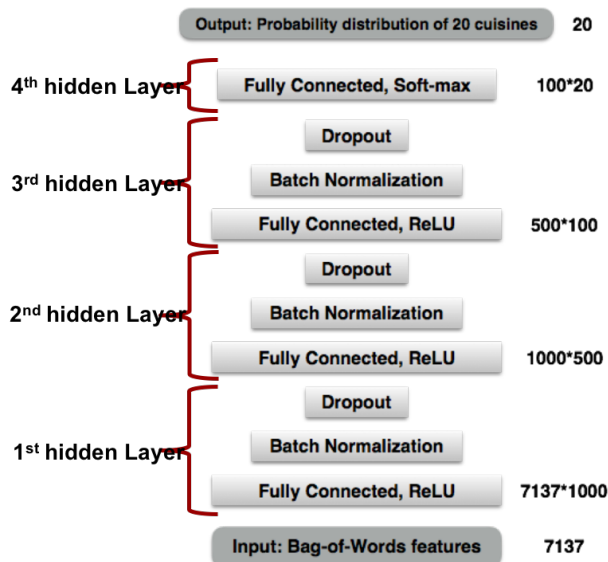 Output: Probability distribution of 20 cuisines 20
4th hidden Layer Fully Connected, Soft-max 100*20
Dropout
3rd hidden Layer Batch Normalization
Fully Connected, ReLU 500*100
Dropout
2nd hidden Layer Batch Normalization
Fully Connected, ReLU 1000*500
Dropout
1st hidden Layer Batch Normalization
Fully Connected, ReLU 7137*1000
Input: Bag-of-Words features 7137